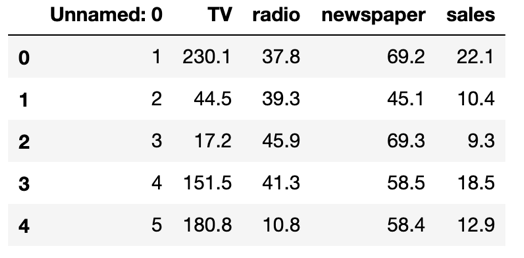 Unnamed: 0 TV radio newspaper sales
0 1 230.1 37.8 69.2 22.1
1 2 44.5 39.3 45.1 10.4
2 3 17.2 45.9 69.3 9.3
3 4 151.5 41.3 58.5 18.5
4 5 180.8 10.8 58.4 12.9